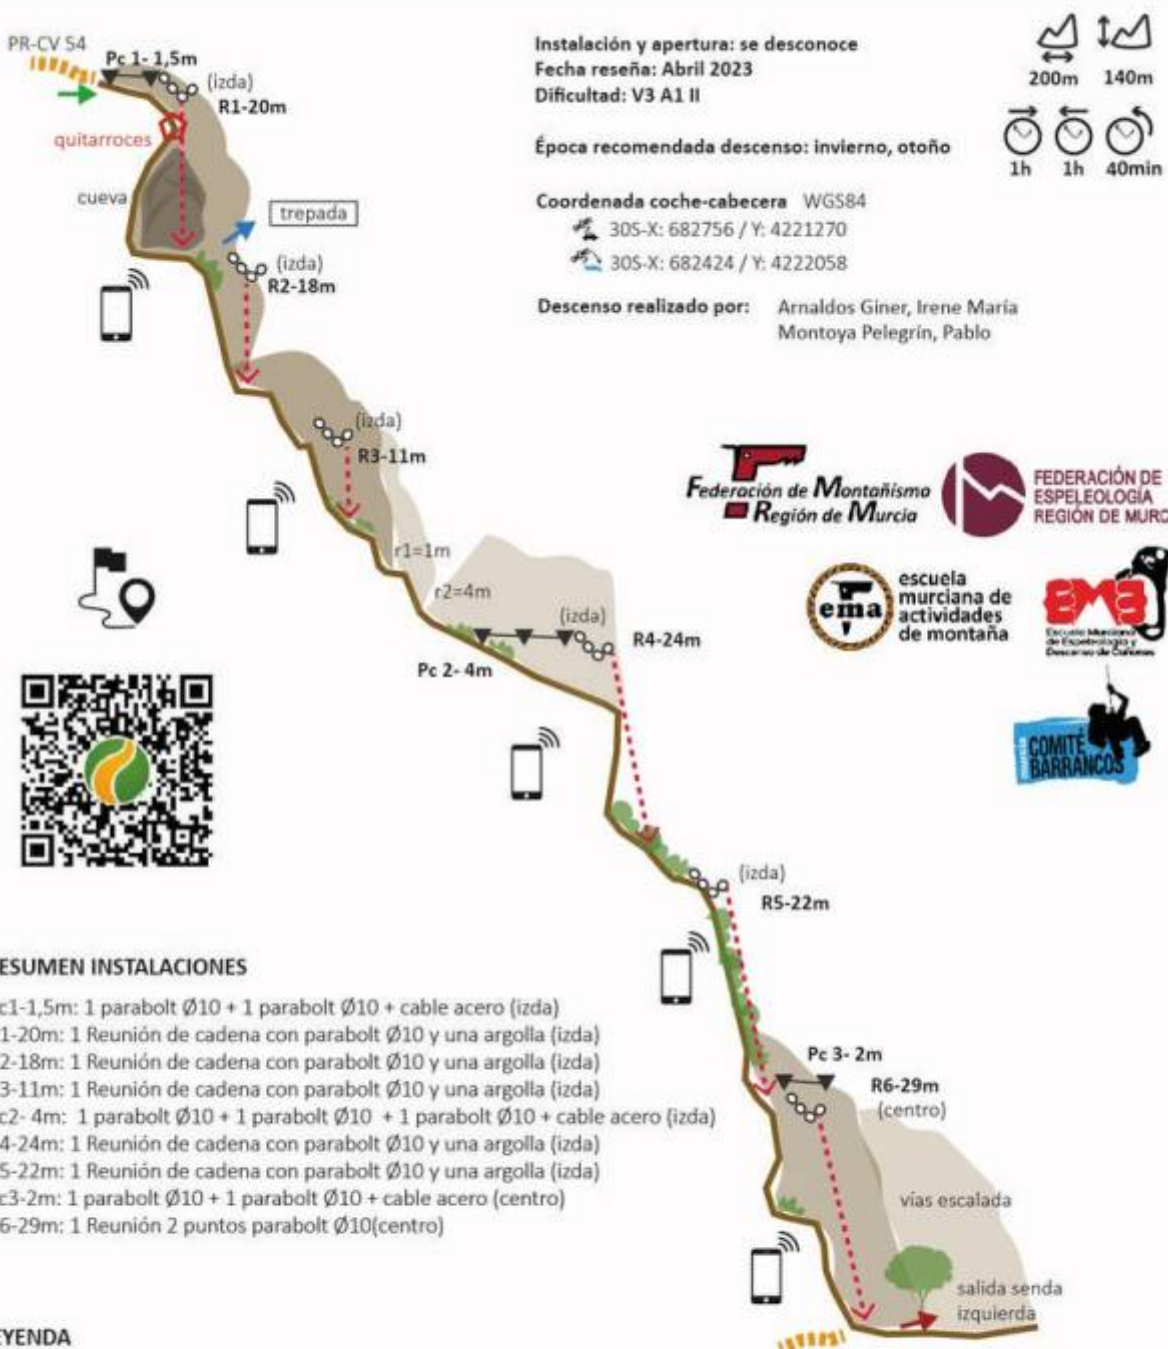 PR-CV 54
Pc 1- 1,5m
(izda)
R1-20m
quitarroces
cueva
trepada
(izda)
R2-18m
(izda)
R3-11m
r1=1m
r2=4m
(izda)
R4-24m
Pc 2- 4m
(izda)
R5-22m
Pc 3- 2m
R6-29m
(centro)
vías escalada
salida senda
izquierda
Instalación y apertura: se desconoce
Fecha reseña: Abril 2023
Dificultad: V3 A1 II
Época recomendada descenso: invierno, otoño
Coordenada coche-cabecera WGS84
30S-X: 682756 / Y: 4221270
30S-X: 682424 / Y: 4222058
Descenso realizado por: Arnaldos Giner, Irene María
Montoya Pelegrín, Pablo
200m 140m
1h 1h 40min
Federación de Montañismo
Región de Murcia
FEDERACIÓN DE
ESPELEOLOGÍA
REGIÓN DE MURC
ema
escuela
murciana de
actividades
de montaña
Escuela Murciana
de Espeleología y
Descenso de Cañones
COMITÉ
BARRANCOS
ESUMEN INSTALACIONES
c1-1,5m: 1 parabolt Ø10 + 1 parabolt Ø10 + cable acero (izda)
1-20m: 1 Reunión de cadena con parabolt Ø10 y una argolla (izda)
2-18m: 1 Reunión de cadena con parabolt Ø10 y una argolla (izda)
3-11m: 1 Reunión de cadena con parabolt Ø10 y una argolla (izda)
c2- 4m: 1 parabolt Ø10 + 1 parabolt Ø10 + 1 parabolt Ø10 + cable acero (izda)
4-24m: 1 Reunión de cadena con parabolt Ø10 y una argolla (izda)
5-22m: 1 Reunión de cadena con parabolt Ø10 y una argolla (izda)
c3-2m: 1 parabolt Ø10 + 1 parabolt Ø10 + cable acero (centro)
6-29m: 1 Reunión 2 puntos parabolt Ø10(centro)
EYENDA